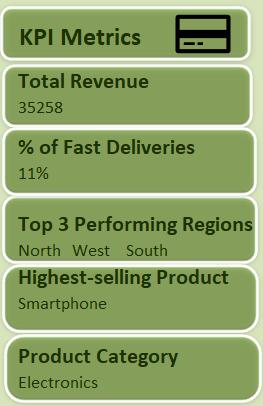 KPI Metrics
Total Revenue
35258
% of Fast Deliveries
11%
Top 3 Performing Regions
North West South
Highest-selling Product
Smartphone
Product Category
Electronics